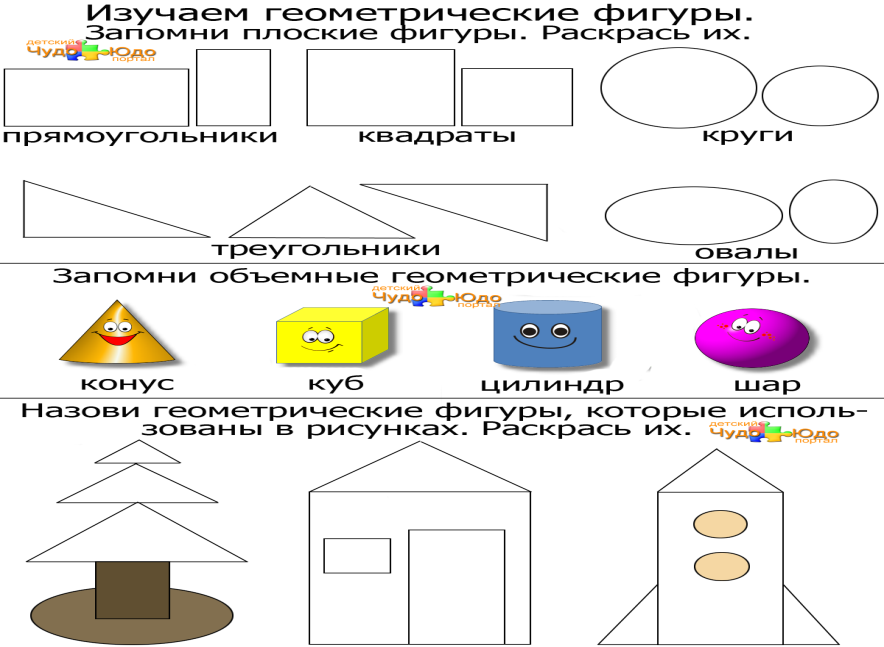 Изучаем геометрические фигуры.
Запомни плоские фигуры. Раскрась их.
детский
Чудо Юдо
портал
прямоугольники
квадраты
круги
треугольники
овалы
Запомни объемные геометрические фигуры.
детский
Чудо Юдо
портал
конус
куб
цилиндр
шар
Назови геометрические фигуры, которые исполь-
зованы в рисунках. Раскрась их.
детский
Чудо Юдо
портал